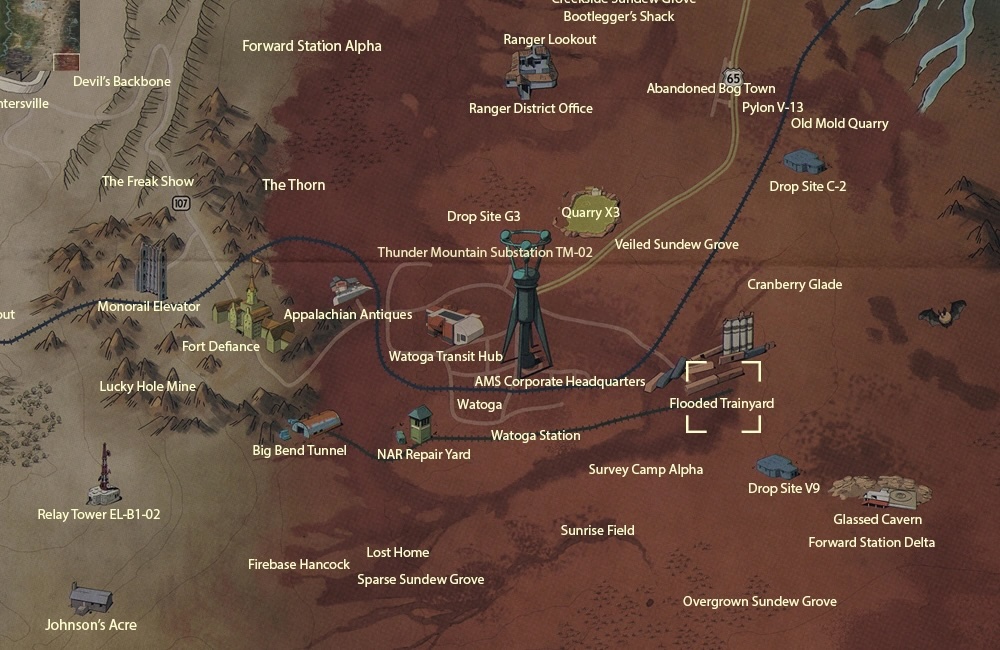 Bootlegger's Shack
Ranger Lookout
Forward Station Alpha
65
Devil's Backbone
Abandoned Bog Town
Ranger District Office
Pylon V-13
Old Mold Quarry
The Freak Show
The Thorn
Drop Site C-2
107
Drop Site G3
Quarry X3
Veiled Sundew Grove
Thunder Mountain Substation TM-02
Cranberry Glade
Monorail Elevator
Appalachian Antiques
Fort Defiance
Watoga Transit Hub
Lucky Hole Mine
AMS Corporate Headquarters
Watoga
Flooded Trainyard
Watoga Station
Big Bend Tunnel
NAR Repair Yard
Survey Camp Alpha
Drop Site V9
Relay Tower EL-B1-02
Glassed Cavern
Sunrise Field
Forward Station Delta
Lost Home
Firebase Hancock
Sparse Sundew Grove
Overgrown Sundew Grove
Johnson's Acre